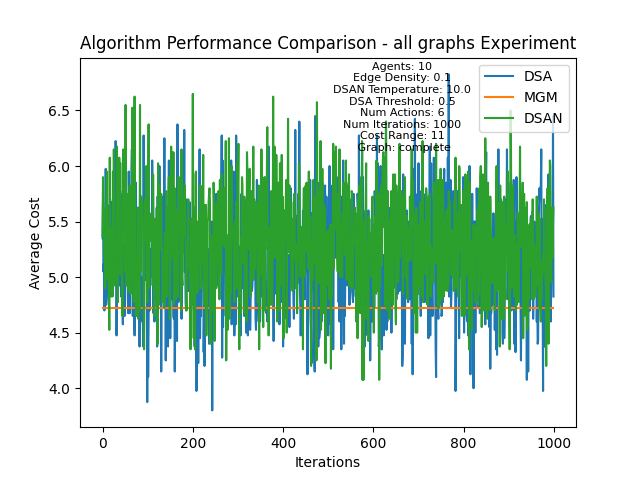 Algorithm Performance Comparison - all graphs Experiment
Agents: 10
Edge Density: 0.1
DSAN Temperature: 10.0
DSA Threshold: 0.5
Num Actions: 6
Num Iterations: 1000
Cost Range: 11
Graph: complete
DSA
MGM
DSAN
Average Cost
6.5
6.0
5.5
5.0
4.5
4.0
0 200 400 600 800 1000
Iterations